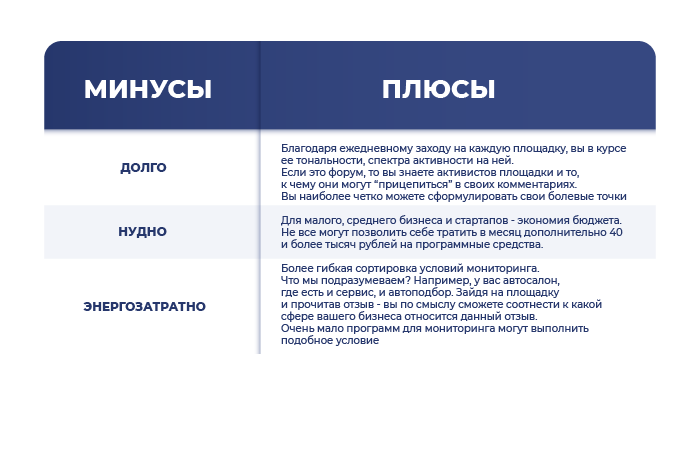 МИНУСЫ
ПЛЮСЫ
ДОЛГО
Благодаря ежедневному заходу на каждую площадку, вы в курсе
ее тональности, спектра активности на ней.
Если это форум, то вы знаете активистов площадки и то,
к чему они могут “прицепиться” в своих комментариях.
Вы наиболее четко можете сформулировать свои болевые точки
НУДНО
Для малого, среднего бизнеса и стартапов - экономия бюджета.
Не все могут позволить себе тратить в месяц дополнительно 40
и более тысяч рублей на программные средства.
ЭНЕРГОЗАТРАТНО
Более гибкая сортировка условий мониторинга.
Что мы подразумеваем? Например, у вас автосалон,
где есть и сервис, и автоподбор. Зайдя на площадку
и прочитав отзыв - вы по смыслу сможете соотнести к какой
сфере вашего бизнеса относится данный отзыв.
Очень мало программ для мониторинга могут выполнить
подобное условие